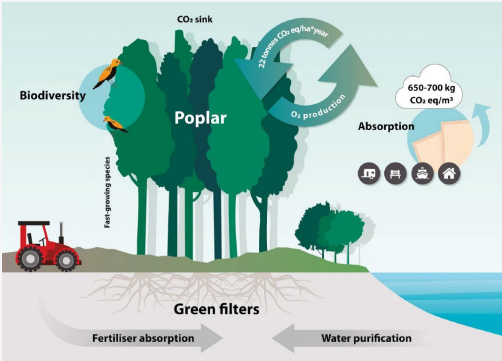 CO₂ sink
22 tonnes CO₂ eq/ha*year
O₂ production
Biodiversity
Poplar
650-700 kg
CO₂ eq/m³
Absorption
Fast-growing species
Green filters
Fertiliser absorption
Water purification